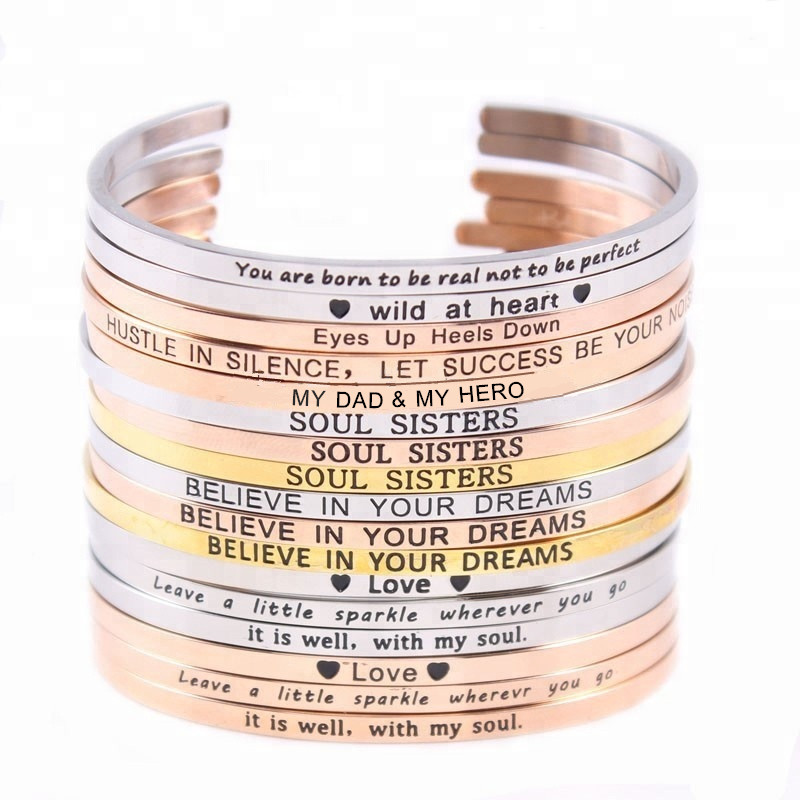 You are born to be real not to be perfect
wild at heart
Eyes Up Heels Down
HUSTLE IN SILENCE, LET SUCCESS BE YOUR
MY DAD & MY HERO
SOUL SISTERS
SOUL SISTERS
SOUL SISTERS
BELIEVE IN YOUR DREAMS
BELIEVE IN YOUR DREAMS
BELIEVE IN YOUR DREAMS
Love
Leave a little sparkle wherever you go
it is well, with my soul.
Love
Leave a little sparkle wherevr you go
it is well, with my soul.